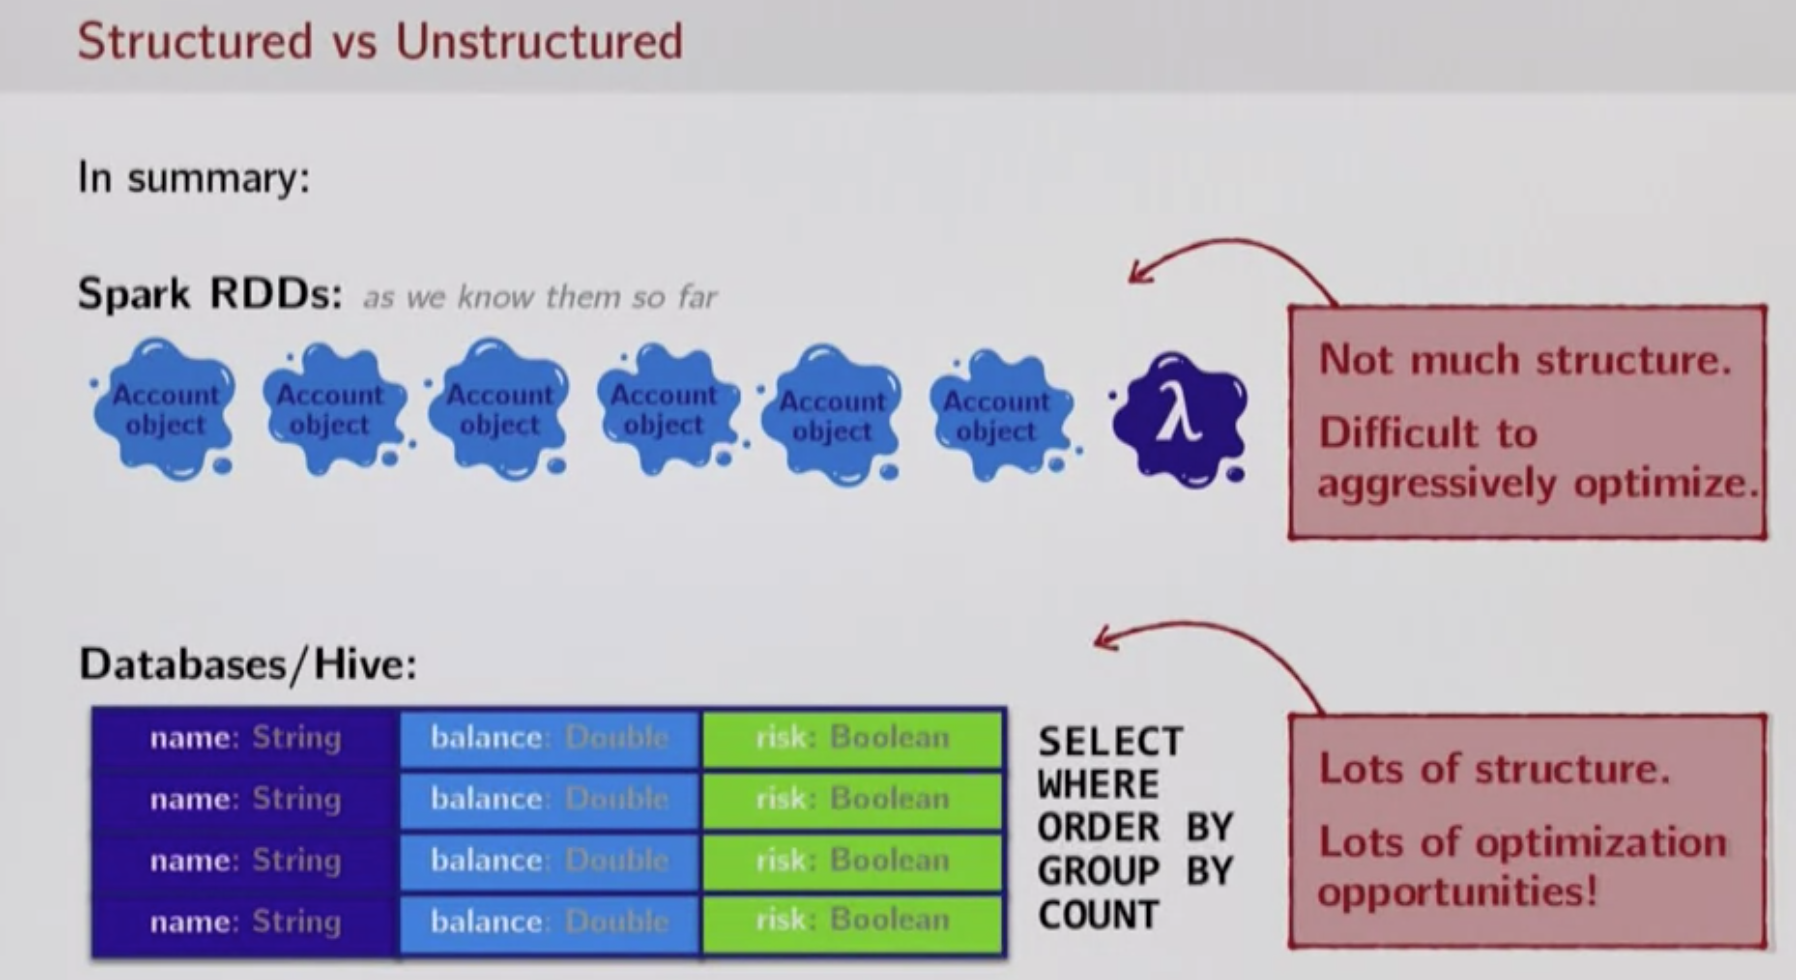 Structured vs Unstructured
In summary:
Spark RDDs: as we know them so far
Account
object
Account
object
Account
object
Account
object
Account
object
Account
object
λ
Not much structure.
Difficult to
aggressively optimize.
Databases/Hive:
name: String balance: Double risk: Boolean
name: String balance: Double risk: Boolean
name: String balance: Double risk: Boolean
name: String balance: Double risk: Boolean
SELECT
WHERE
ORDER BY
GROUP BY
COUNT
Lots of structure.
Lots of optimization
opportunities!